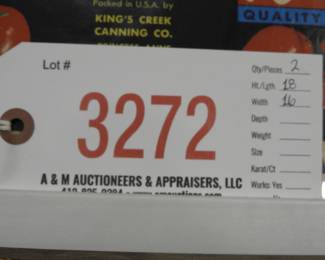 Packed in U.S.A. by
KING'S CREEK
CANNING CO.
QUALITY
Lot #
3272
Qty/Pieces 2
Ht./Lgth 18
Width 16
Depth
Weight
Size
Karat/Ct
Works: Yes
A & M AUCTIONEERS & APPRAISERS, LLC